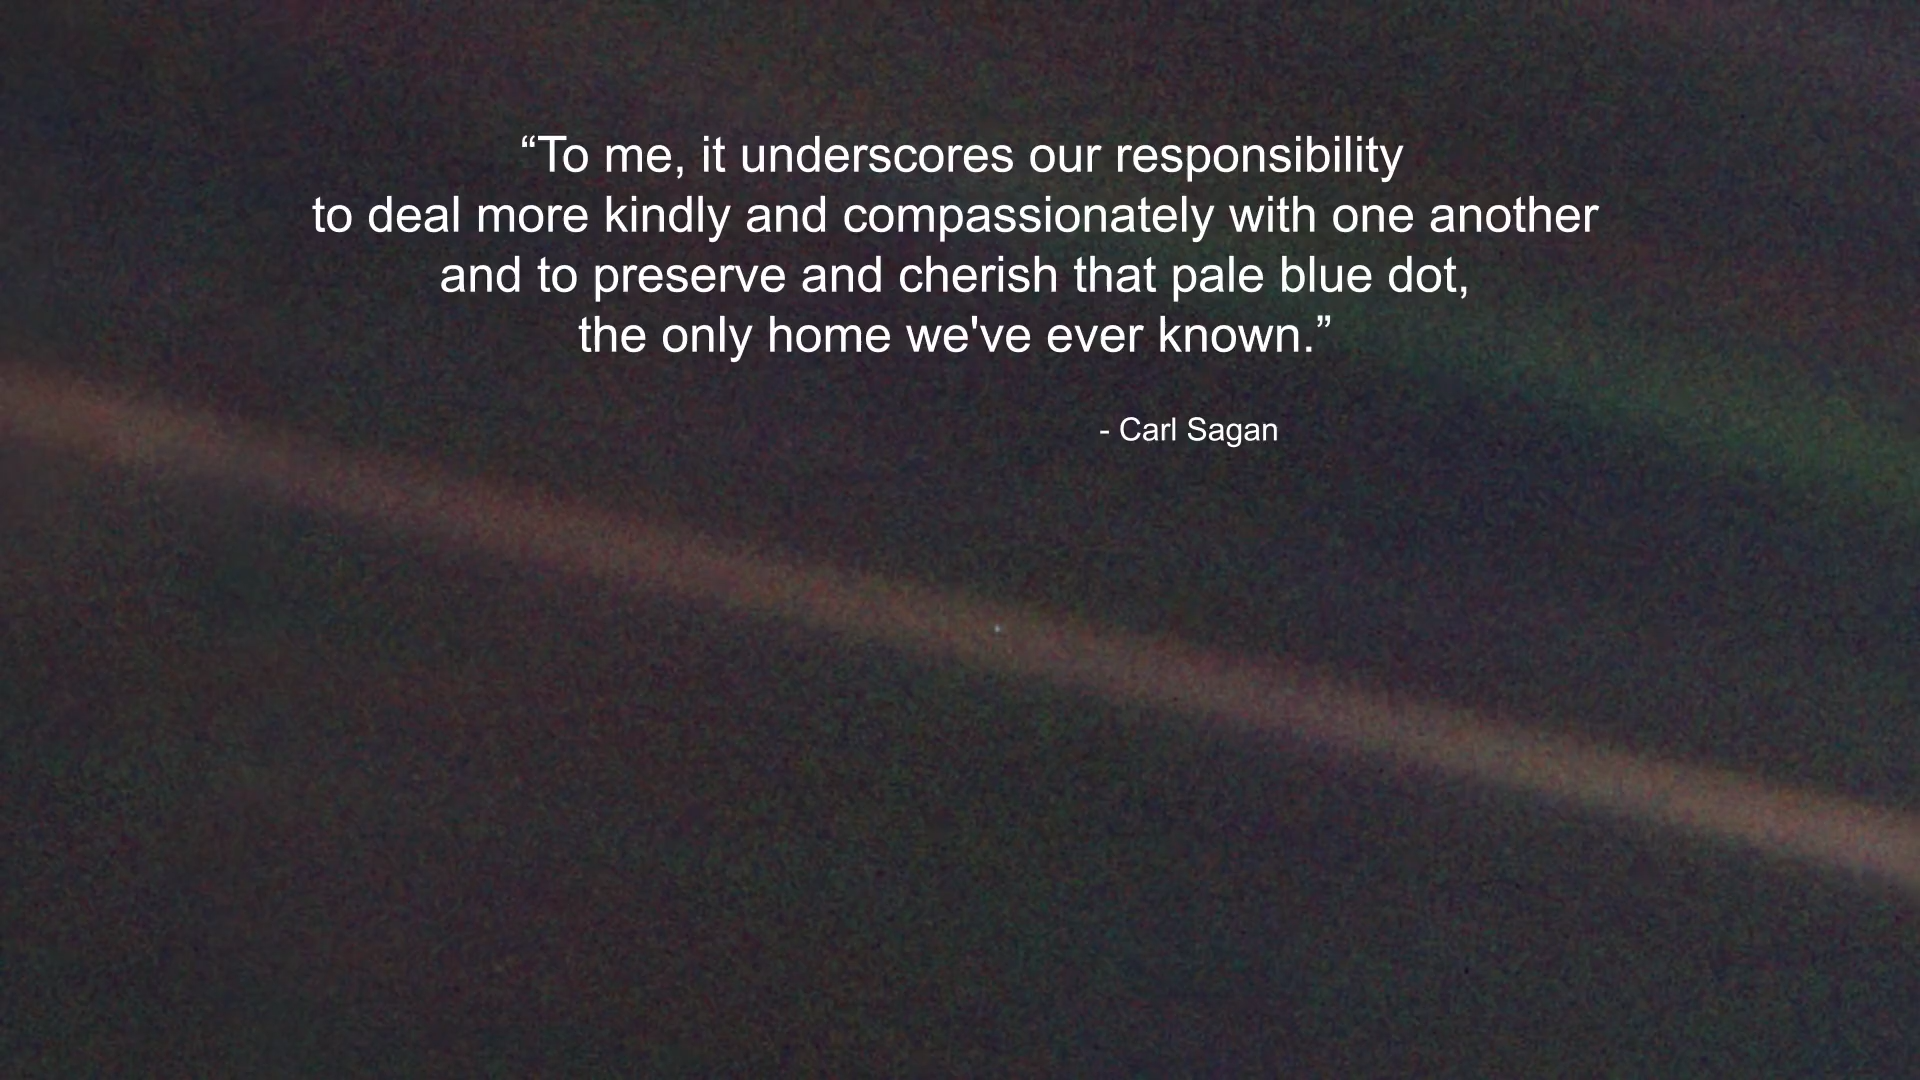 “To me, it underscores our responsibility
to deal more kindly and compassionately with one another
and to preserve and cherish that pale blue dot,
the only home we've ever known.”
- Carl Sagan